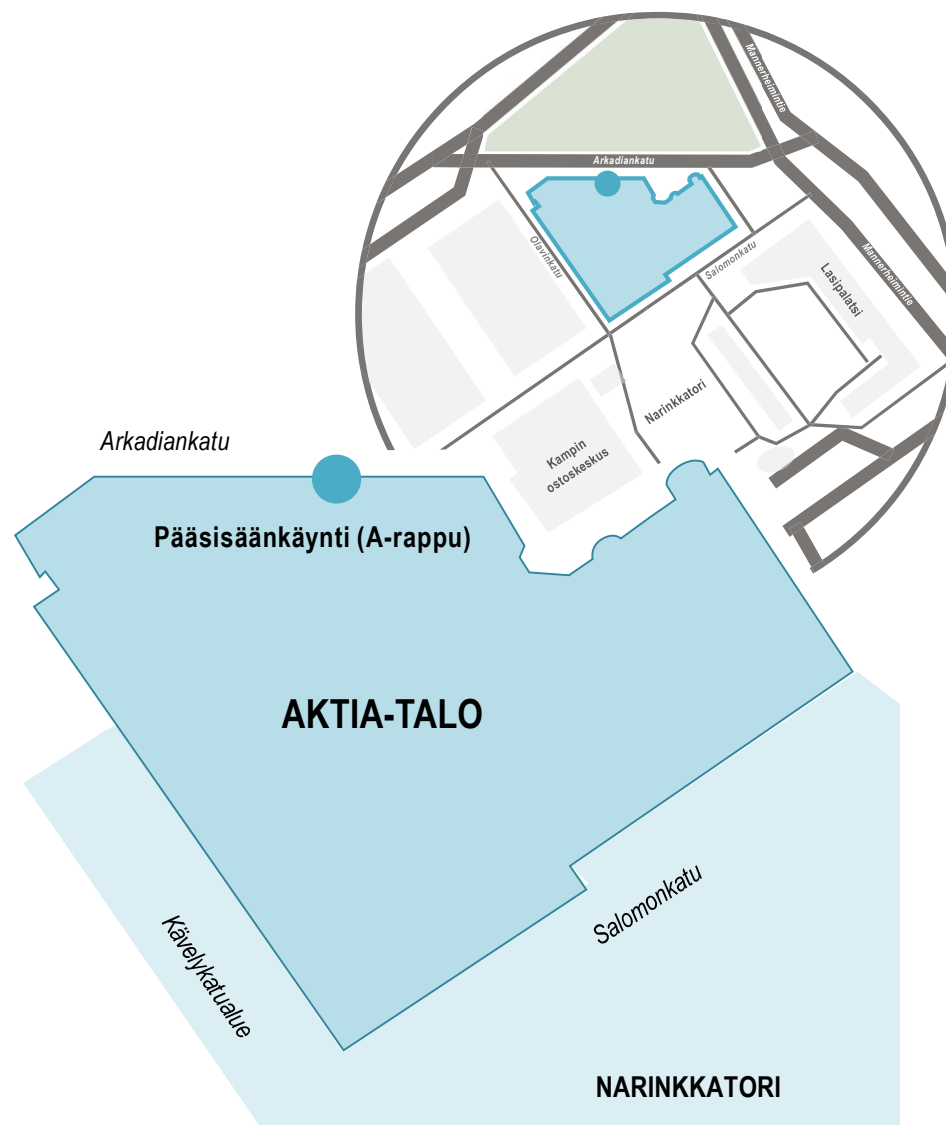 Mannerheimintie
Arkadiankatu
Olavinkatu
Salomonkatu
Mannerheimintie
Lasipalatsi
Narinkkatori
Kampin
ostoskeskus
Arkadiankatu
Pääsisäänkäynti (A-rappu)
AKTIA-TALO
Salomonkatu
Kävelykatualue
NARINKKATORI